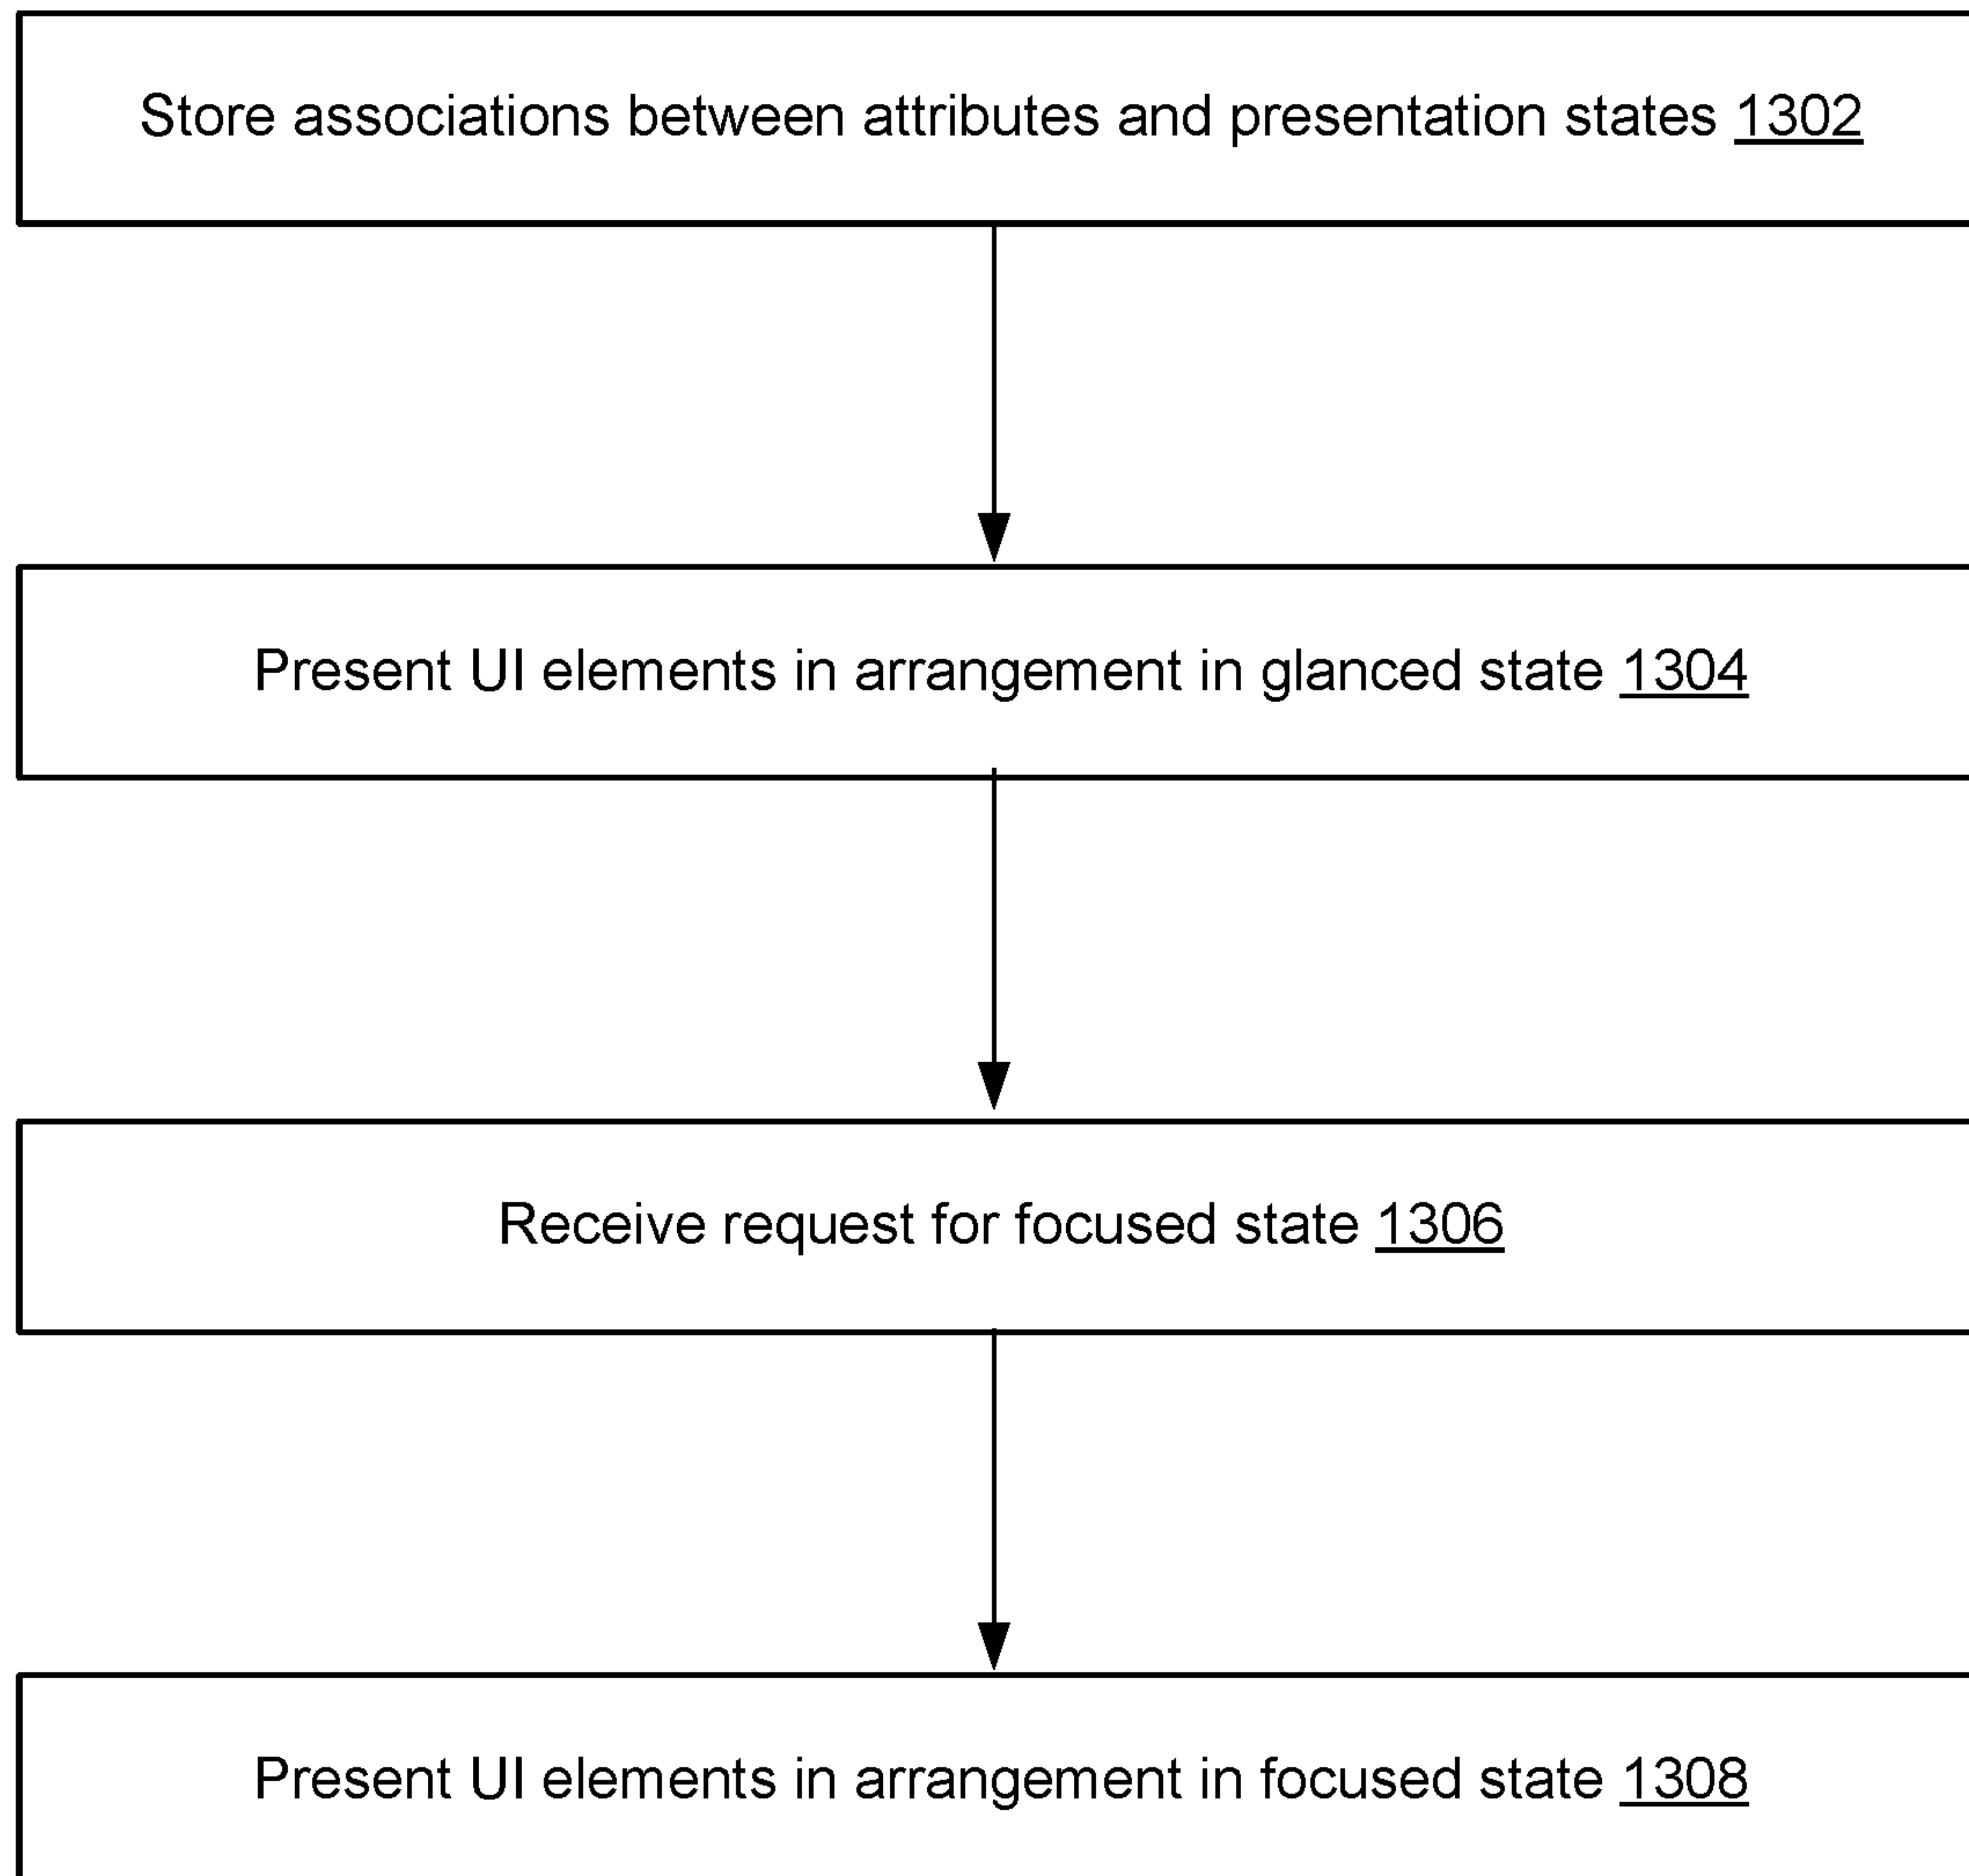 Store associations between attributes and presentation states 1302
Present UI elements in arrangement in glanced state 1304
Receive request for focused state 1306
Present UI elements in arrangement in focused state 1308